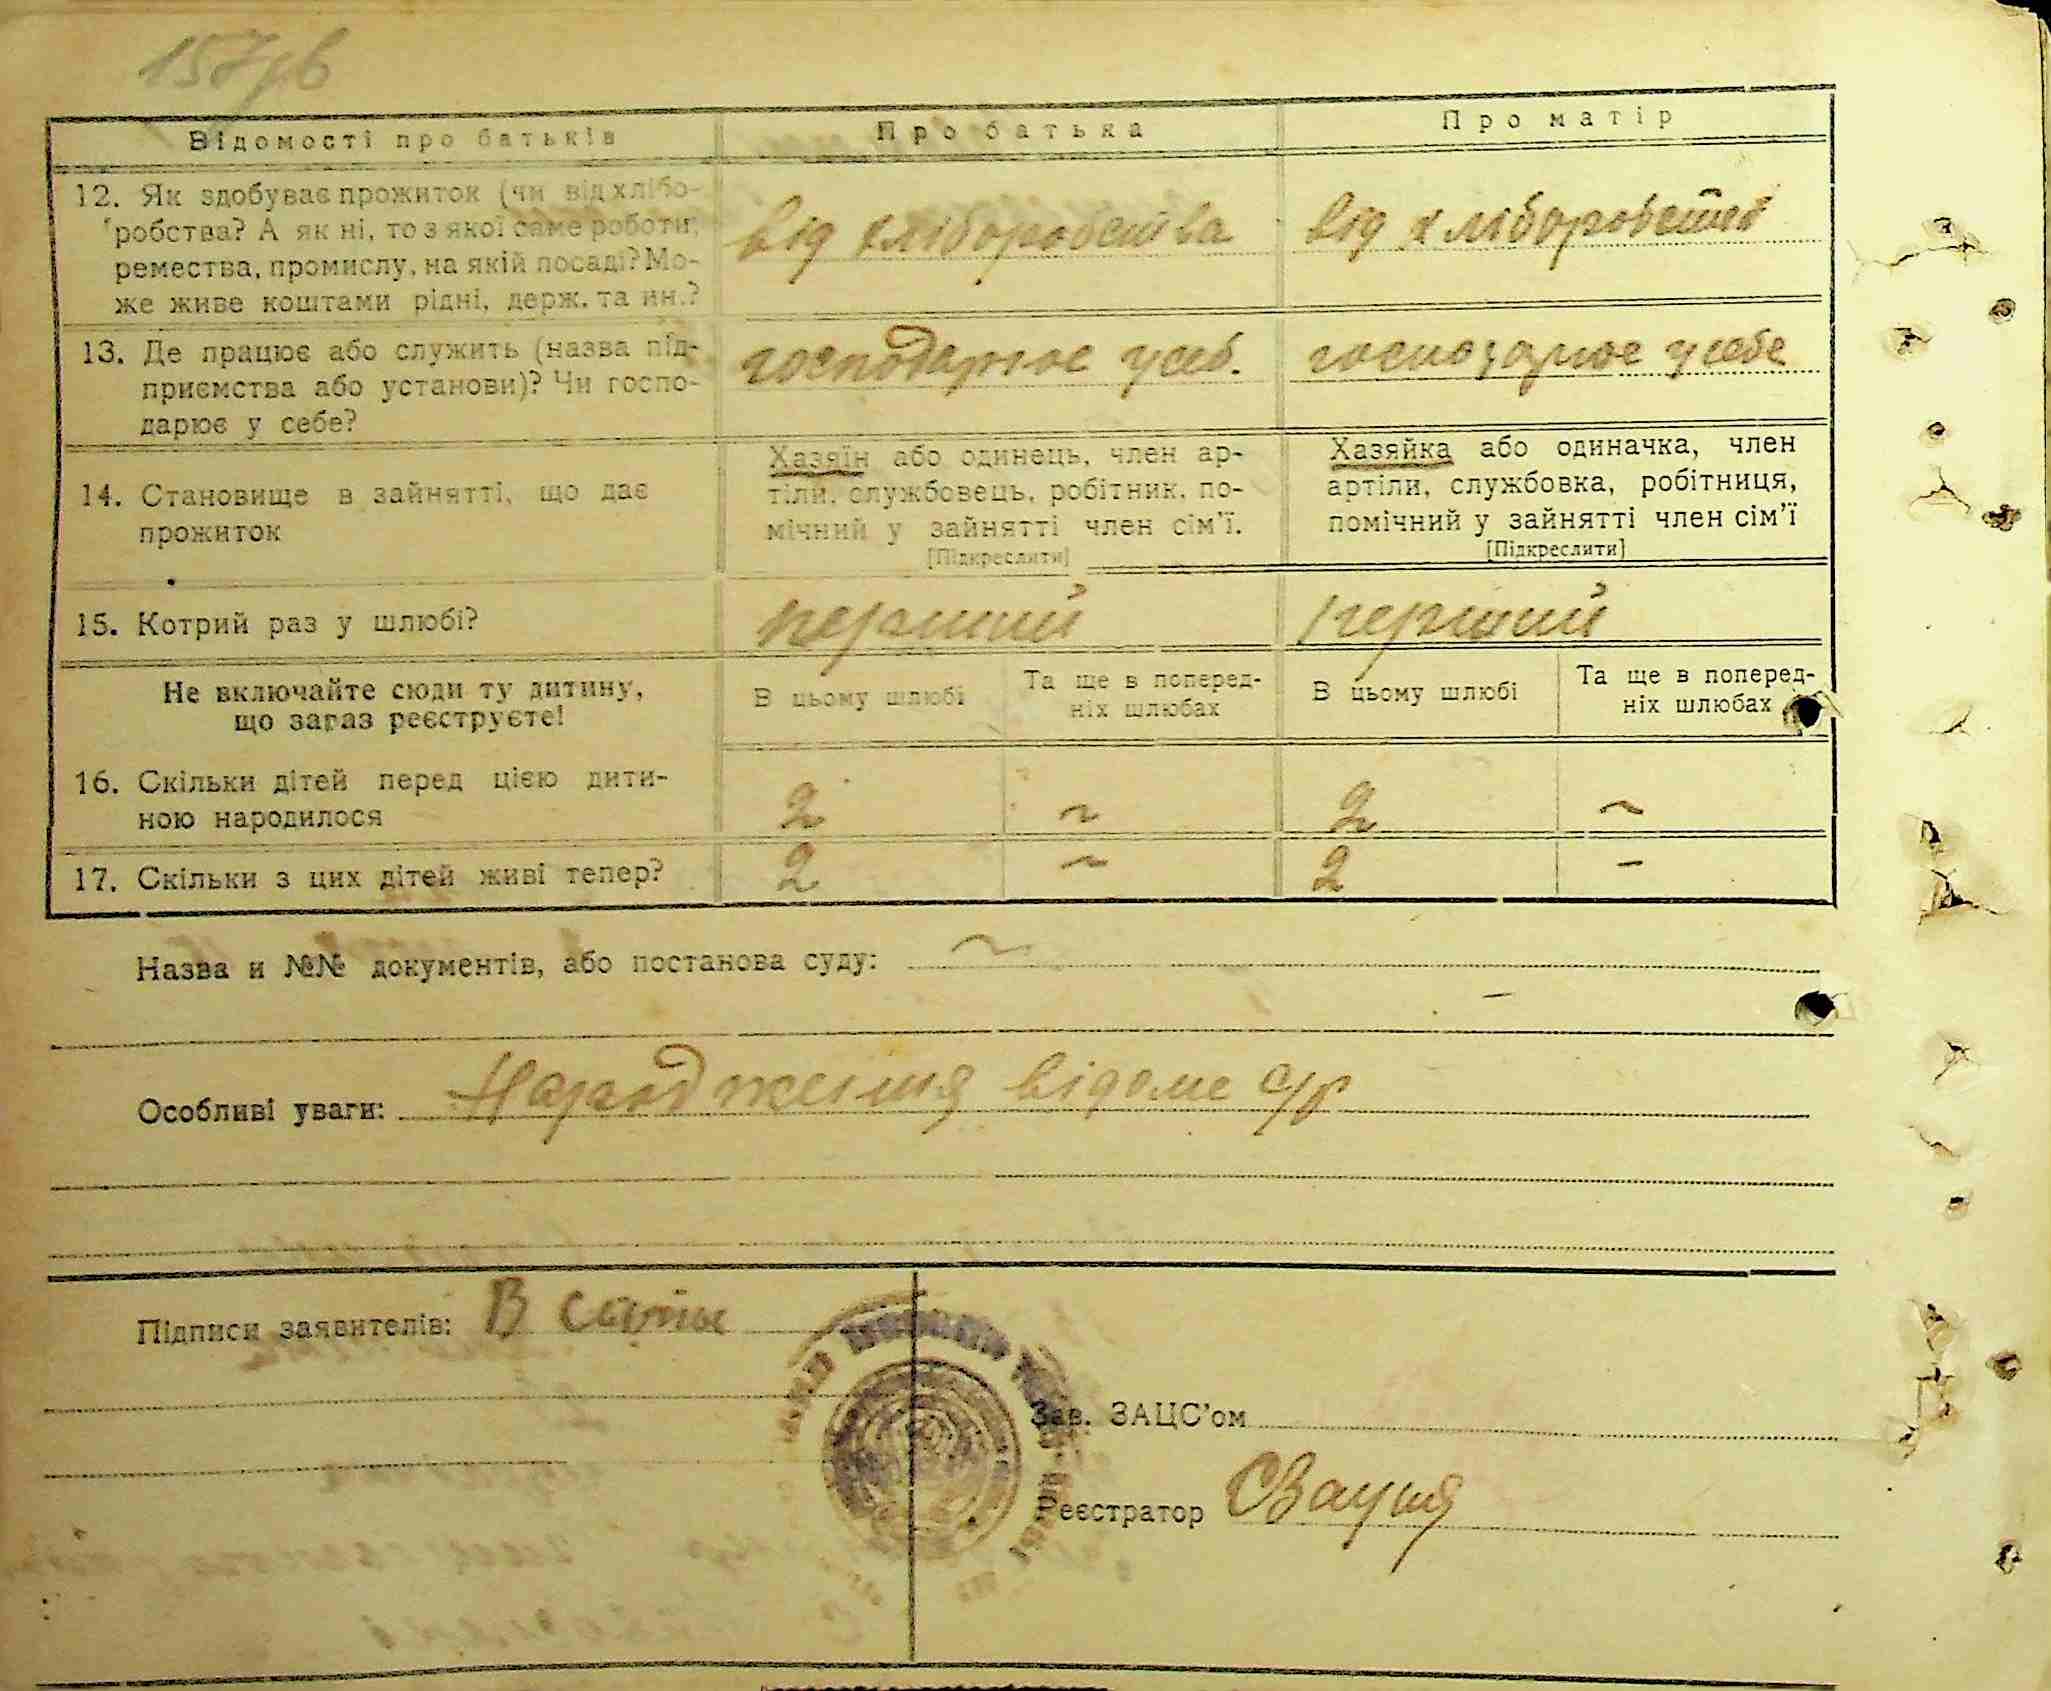 157зв
Відомості про батьків
Про батька
Про матір
12. Як здобуває прожиток (чи від хлібо-
робства? А як ні, то з якої саме роботи,
ремества, промислу, на якій посаді? Мо-
же живе коштами рідні, держ. та ин.?
від хліборобства
від хліборобства
13. Де працює або служить (назва під-
приємства або установи)? Чи госпо-
дарює у себе?
господарює у себ.
господарює у себе
14. Становище в зайнятті, що дає
прожиток
Хазяїн або одинець, член ар-
тіли, службовець, робітник, по-
мічний у зайнятті член сім'ї.
[Підкреслити]
Хазяйка або одиначка, член
артіли, службовка, робітниця,
помічний у зайнятті член сім'ї
[Підкреслити]
15. Котрий раз у шлюбі?
перший
перший
Не включайте сюди ту дитину,
що загаз реєструєте!
В цьому шлюбі
Та ще в поперед-
ніх шлюбах
В цьому шлюбі
Та ще в поперед-
ніх шлюбах
16. Скільки дітей перед цією дити-
ною народилося
2 ~ 2 ~
17. Скільки з цих дітей живі тепер?
2 ~ 2 –
Назва и №№ документів, або постанова суду: ~
Особливі уваги: Народження відоме с/р
Підписи заявителів: В
Зав. ЗАЦС'ом
Реєстратор